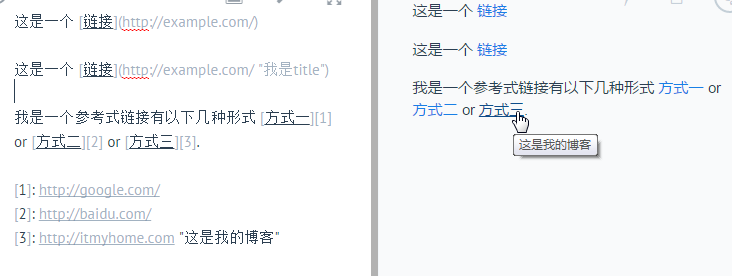 这是一个 [链接](http://example.com/)
这是一个 [链接](http://example.com/ "我是title")
我是一个参考式链接有以下几种形式 [方式一][1]
or [方式二][2] or [方式三][3].
[1]: http://google.com/
[2]: http://baidu.com/
[3]: http://itmyhome.com "这是我的博客"
这是一个 链接
这是一个 链接
我是一个参考式链接有以下几种形式 方式一 or
方式二 or 方式三.
这是我的博客